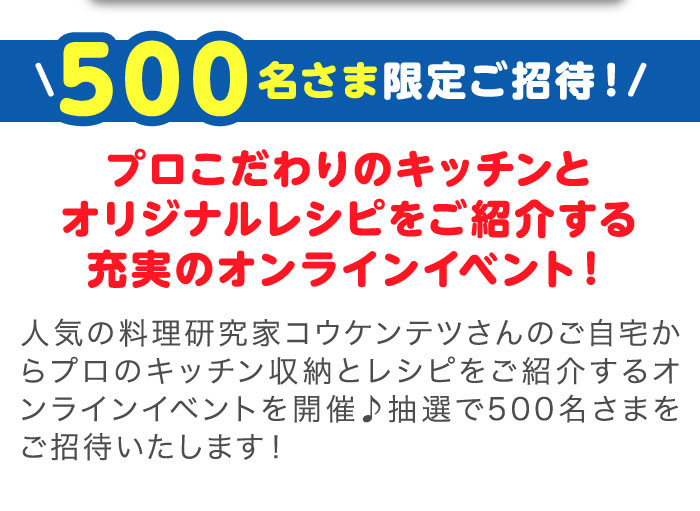 \500名さま限定ご招待!/
プロこだわりのキッチンと
オリジナルレシピをご紹介する
充実のオンラインイベント!
人気の料理研究家コウケンテツさんのご自宅か
らプロのキッチン収納とレシピをご紹介するオ
ンラインイベントを開催♪抽選で500名さまを
ご招待いたします!